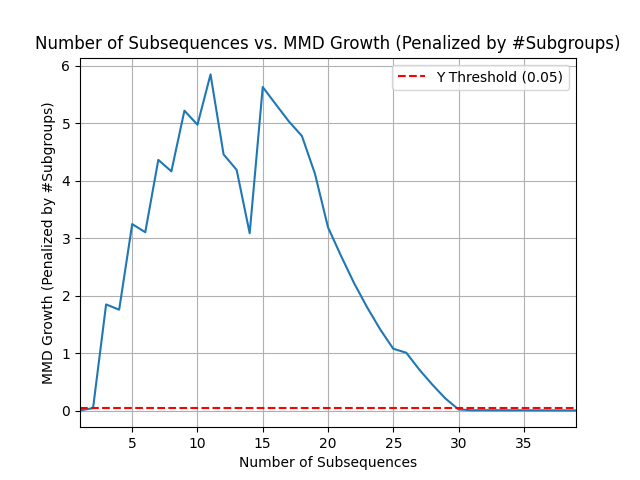 Number of Subsequences vs. MMD Growth (Penalized by #Subgroups)
Y Threshold (0.05)
MMD Growth (Penalized by #Subgroups)
6
5
4
3
2
1
0
5 10 15 20 25 30 35
Number of Subsequences